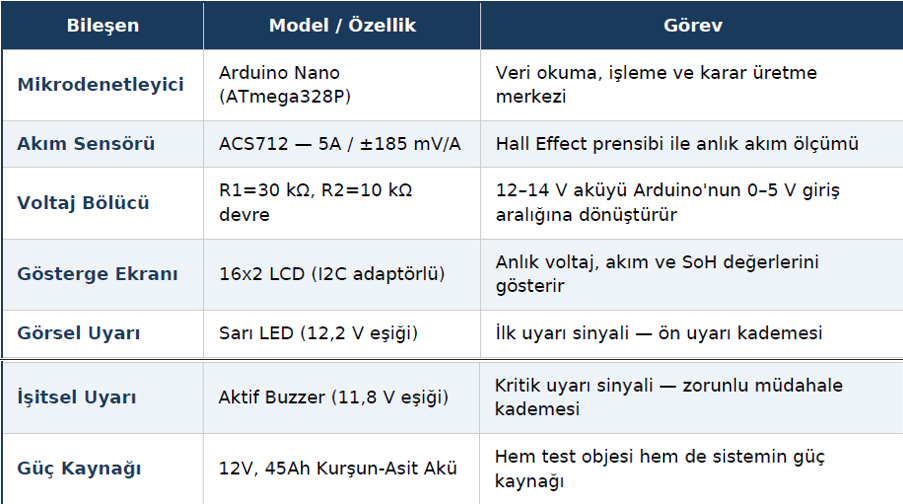 Bileşen Model / Özellik Görev
Mikrodenetleyici
Arduino Nano
(ATmega328P)
Veri okuma, işleme ve karar üretme
merkezi
Akım Sensörü
ACS712 — 5A / ±185 mV/A
Hall Effect prensibi ile anlık akım ölçümü
Voltaj Bölücü
R1=30 kΩ, R2=10 kΩ
devre
12–14 V aküyü Arduino'nun 0–5 V giriş
aralığına dönüştürür
Gösterge Ekranı
16x2 LCD (I2C adaptörlü)
Anlık voltaj, akım ve SoH değerlerini
gösterir
Görsel Uyarı
Sarı LED (12,2 V eşiği)
İlk uyarı sinyali — ön uyarı kademesi
İşitsel Uyarı
Aktif Buzzer (11,8 V eşiği)
Kritik uyarı sinyali — zorunlu müdahale
kademesi
Güç Kaynağı
12V, 45Ah Kurşun-Asit Akü
Hem test objesi hem de sistemin güç
kaynağı